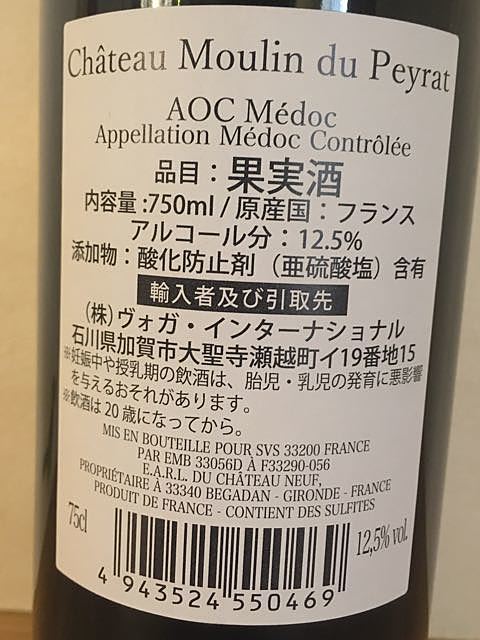 Château Moulin du Peyrat
AOC Médoc
Appellation Médoc Contrôlée
品目：果実酒
内容量:750ml / 原産国：フランス
アルコール分：12.5%
添加物：酸化防止剤（亜硫酸塩）含有
輸入者及び引取先
(株)ヴォガ・インターナショナル
石川県加賀市大聖寺瀬越町イ19番地15
※妊娠中や授乳期の飲酒は、胎児・乳児の発育に悪影響
を与えるおそれがあります。
※飲酒は20歳になってから。
MIS EN BOUTEILLE POUR SVS 33200 FRANCE
PAR EMB 33056D À F33290-056
E.A.R.L. DU CHÂTEAU NEUF,
PROPRIÉTAIRE À 33340 BEGADAN - GIRONDE - FRANCE
PRODUIT DE FRANCE - CONTIENT DES SULFITES
75cl
12,5% vol.
4 943524 550469